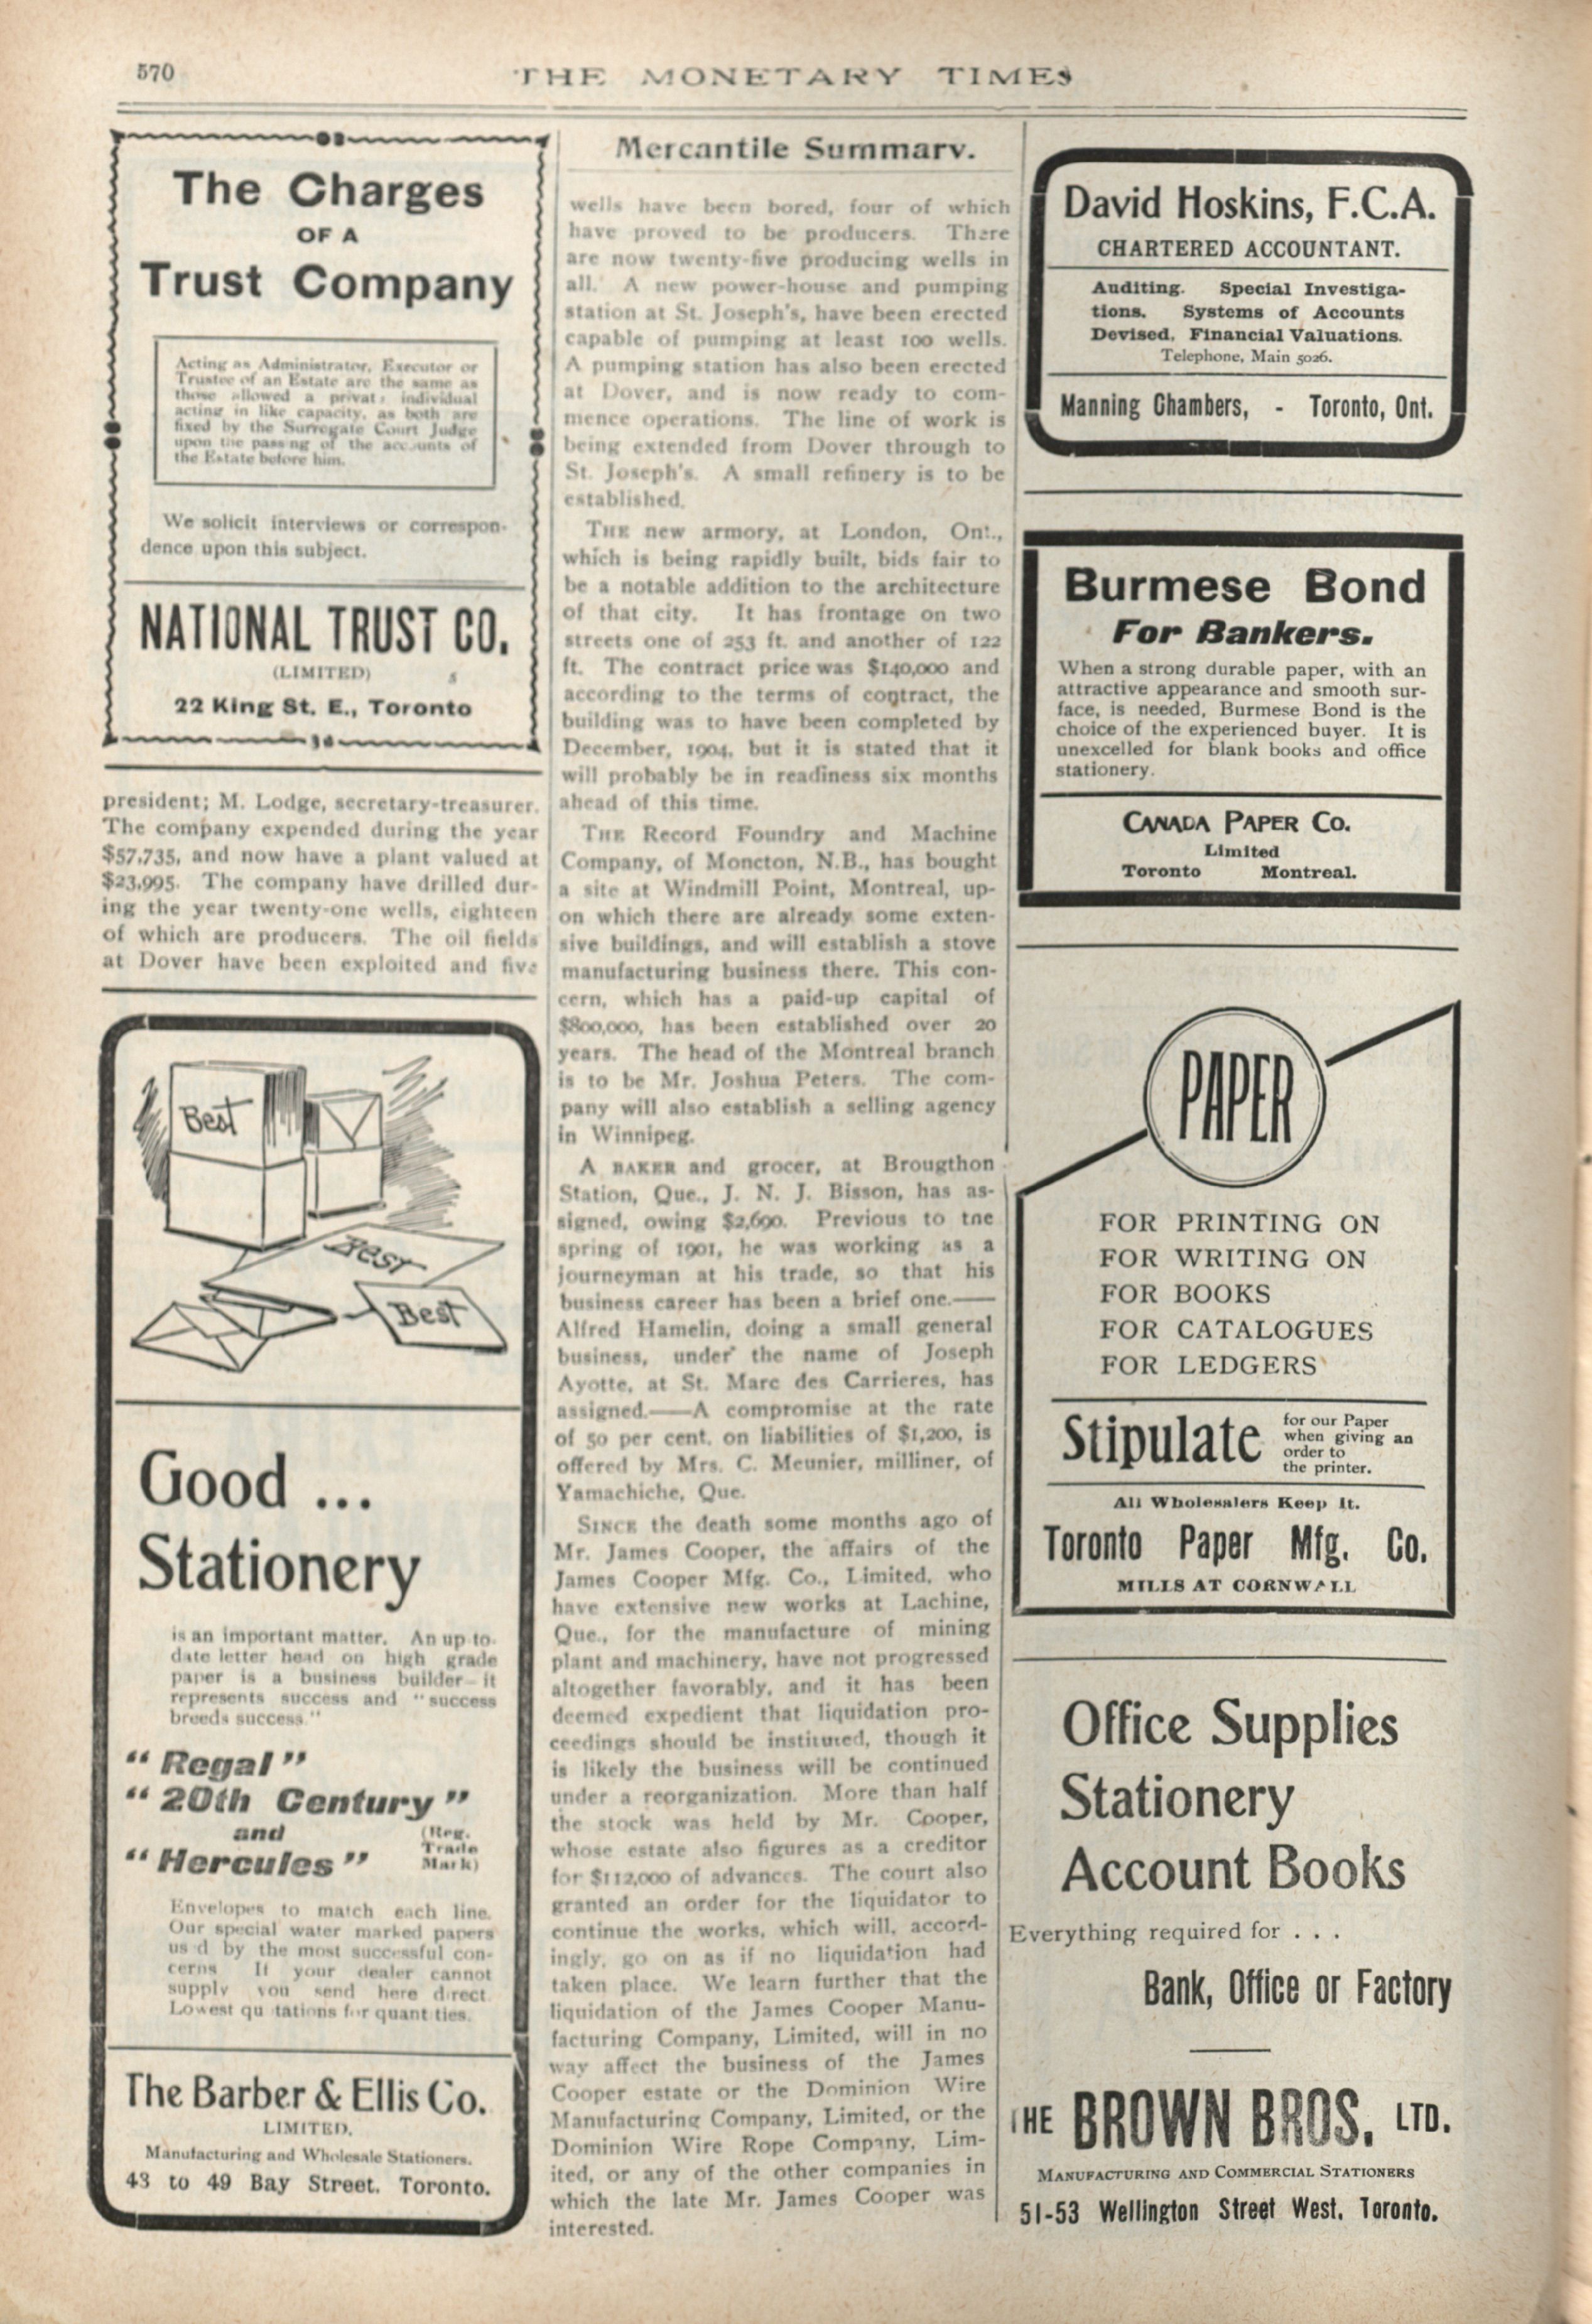 570
THE MONETARY TIMES
The Charges
OF A
Trust Company
Acting as Administrator, Executor or
Trustee of an Estate are the same as
those allowed a private individual
acting in like capacity, as both are
fixed by the Surrogate Court Judge
upon the passing of the accounts of
the Estate before him.
We solicit interviews or correspon-
dence upon this subject.
NATIONAL TRUST CO.
(LIMITED)
22 King St. E., Toronto
president; M. Lodge, secretary-treasurer.
The company expended during the year
$57,735, and now have a plant valued at
$23,995. The company have drilled dur-
ing the year twenty-one wells, eighteen
of which are producers. The oil fields
at Dover have been exploited and five
Best
Best
Best
Good ...
Stationery
is an important matter. An up-to-
date letter head on high grade
paper is a business builder—it
represents success and "success
breeds success."
"Regal"
"20th Century"
and
"Hercules"
(Reg.
Trade
Mark)
Envelopes to match each line.
Our special water marked papers
us d by the most successful con-
cerns If your dealer cannot
supply you send here direct.
Lowest qu tations for quant ties.
The Barber & Ellis Co.
LIMITED,
Manufacturing and Wholesale Stationers.
43 to 49 Bay Street. Toronto.
Mercantile Summary.
wells have been bored, four of which
have proved to be producers. There
are now twenty-five producing wells in
all. A new power-house and pumping
station at St. Joseph's, have been erected
capable of pumping at least 100 wells.
A pumping station has also been erected
at Dover, and is now ready to com-
mence operations. The line of work is
being extended from Dover through to
St. Joseph's. A small refinery is to be
established.
THE new armory, at London, Ont.,
which is being rapidly built, bids fair to
be a notable addition to the architecture
of that city. It has frontage on two
streets one of 253 ft. and another of 122
ft. The contract price was $140,000 and
according to the terms of contract, the
building was to have been completed by
December, 1904, but it is stated that it
will probably be in readiness six months
ahead of this time.
THE Record Foundry and Machine
Company, of Moncton, N.B., has bought
a site at Windmill Point, Montreal, up-
on which there are already some exten-
sive buildings, and will establish a stove
manufacturing business there. This con-
cern, which has a paid-up capital of
$800,000, has been established over 20
years. The head of the Montreal branch
is to be Mr. Joshua Peters. The com-
pany will also establish a selling agency
in Winnipeg.
A BAKER and grocer, at Brougthon
Station, Que., J. N. J. Bisson, has as-
signed, owing $2,690. Previous to the
spring of 1901, he was working as a
journeyman at his trade, so that his
business career has been a brief one.——
Alfred Hamelin, doing a small general
business, under the name of Joseph
Ayotte, at St. Marc des Carrieres, has
assigned.——A compromise at the rate
of 50 per cent. on liabilities of $1,200, is
offered by Mrs. C. Meunier, milliner, of
Yamachiche, Que.
SINCE the death some months ago of
Mr. James Cooper, the affairs of the
James Cooper Mfg. Co., Limited, who
have extensive new works at Lachine,
Que., for the manufacture of mining
plant and machinery, have not progressed
altogether favorably, and it has been
deemed expedient that liquidation pro-
ceedings should be instituted, though it
is likely the business will be continued
under a reorganization. More than half
the stock was held by Mr. Cooper,
whose estate also figures as a creditor
for $112,000 of advances. The court also
granted an order for the liquidator to
continue the works, which will, accord-
ingly, go on as if no liquidation had
taken place. We learn further that the
liquidation of the James Cooper Manu-
facturing Company, Limited, will in no
way affect the business of the James
Cooper estate or the Dominion Wire
Manufacturing Company, Limited, or the
Dominion Wire Rope Company, Lim-
ited, or any of the other companies in
which the late Mr. James Cooper was
interested.
David Hoskins, F.C.A.
CHARTERED ACCOUNTANT.
Auditing. Special Investiga-
tions. Systems of Accounts
Devised. Financial Valuations.
Telephone, Main 5026.
Manning Chambers, - Toronto, Ont.
Burmese Bond
For Bankers.
When a strong durable paper, with an
attractive appearance and smooth sur-
face, is needed, Burmese Bond is the
choice of the experienced buyer. It is
unexcelled for blank books and office
stationery.
CANADA PAPER CO.
Limited
Toronto Montreal.
PAPER
FOR PRINTING ON
FOR WRITING ON
FOR BOOKS
FOR CATALOGUES
FOR LEDGERS
Stipulate
for our Paper
when giving an
order to
the printer.
All Wholesalers Keep It.
Toronto Paper Mfg. Co.
MILLS AT CORNWALL
Office Supplies
Stationery
Account Books
Everything required for . . .
Bank, Office or Factory
THE BROWN BROS. LTD.
MANUFACTURING AND COMMERCIAL STATIONERS
51-53 Wellington Street West, Toronto.